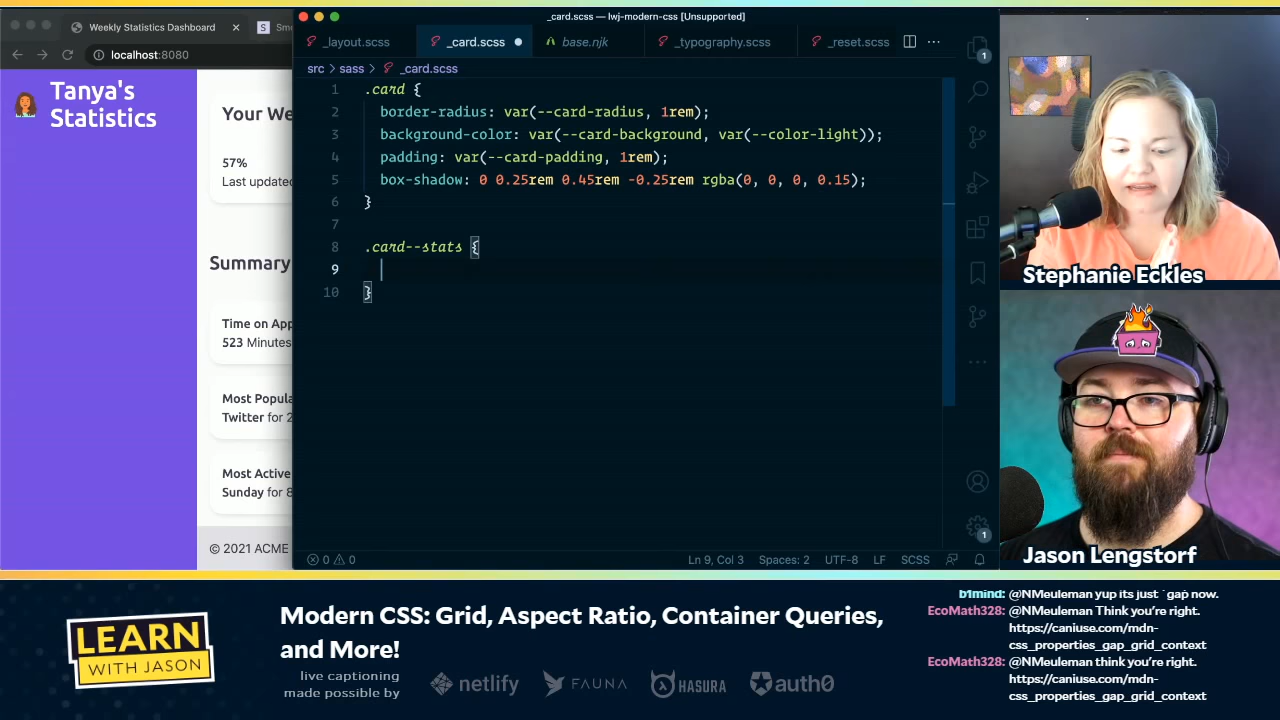 _card.scss — lwj-modern-css [Unsupported]
Weekly Statistics Dashboard
S
localhost:8080
_layout.scss
_card.scss
base.njk
_typography.scss
_reset.scss
src > sass > _card.scss
Tanya's
Statistics
Your We
57%
Last update
Summary
Time on App
523 Minutes
Most Popula
Twitter for 2
Most Active
Sunday for 8
© 2021 ACME
1 .card {
2 border-radius: var(--card-radius, 1rem);
3 background-color: var(--card-background, var(--color-light));
4 padding: var(--card-padding, 1rem);
5 box-shadow: 0 0.25rem 0.45rem -0.25rem rgba(0, 0, 0, 0.15);
6 }
7
8 .card--stats {
9
10 }
1
1
0 0
Ln 9, Col 3 Spaces: 2 UTF-8 LF SCSS
Stephanie Eckles
Jason Lengstorf
LEARN
WITH JASON
Modern CSS: Grid, Aspect Ratio, Container Queries,
and More!
live captioning
made possible by
netlify
FAUNA
HASURA
auth0
b1mind: @NMeuleman yup its just `gap now.
EcoMath328: @NMeuleman Think you're right.
https://caniuse.com/mdn-
css_properties_gap_grid_context
EcoMath328: @NMeuleman think you're right.
https://caniuse.com/mdn-
css_properties_gap_grid_context